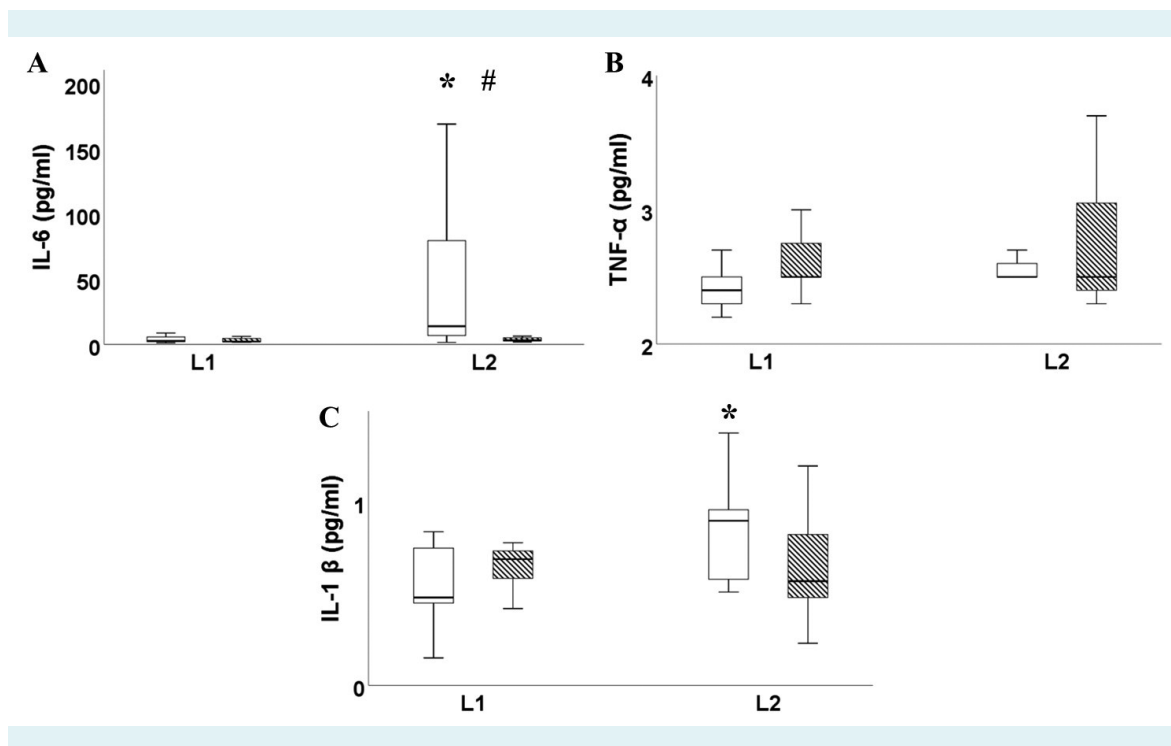 A
IL-6 (pg/ml)
200
150
100
50
0
* #
L1 L2
B
TNF-α (pg/ml)
4
3
2
L1 L2
C
IL-1 β (pg/ml)
1
0
*
L1 L2